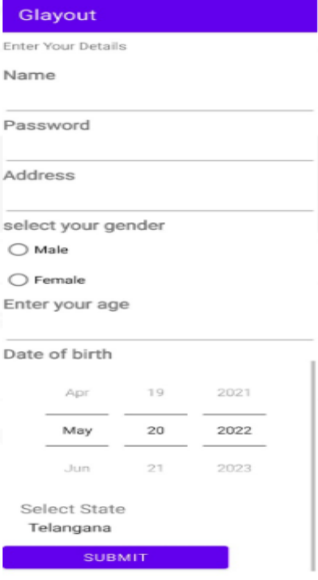 Glayout
Enter Your Details
Name
Password
Address
select your gender
Male
Female
Enter your age
Date of birth
Apr 19 2021
May 20 2022
Jun 21 2023
Select State
Telangana
SUBMIT